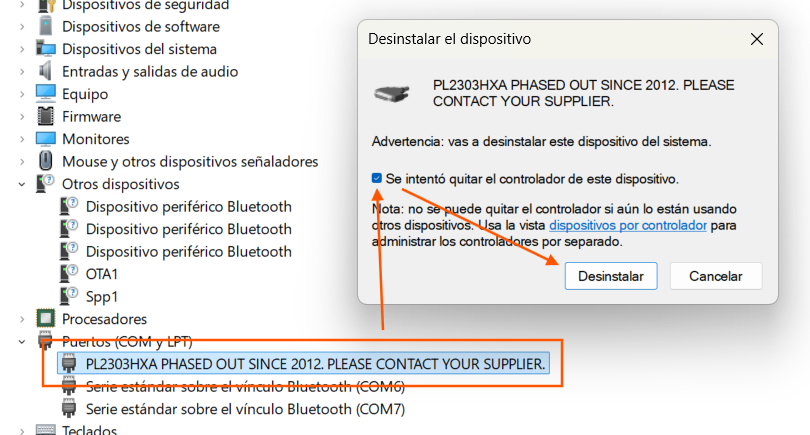 Dispositivos de seguridad
Dispositivos de software
Dispositivos del sistema
Entradas y salidas de audio
Equipo
Firmware
Monitores
Mouse y otros dispositivos señaladores
Otros dispositivos
Dispositivo periférico Bluetooth
Dispositivo periférico Bluetooth
Dispositivo periférico Bluetooth
OTA1
Spp1
Procesadores
Puertos (COM y LPT)
PL2303HXA PHASED OUT SINCE 2012. PLEASE CONTACT YOUR SUPPLIER.
Serie estándar sobre el vínculo Bluetooth (COM6)
Serie estándar sobre el vínculo Bluetooth (COM7)
Teclados
Desinstalar el dispositivo
PL2303HXA PHASED OUT SINCE 2012. PLEASE
CONTACT YOUR SUPPLIER.
Advertencia: vas a desinstalar este dispositivo del sistema.
Se intentó quitar el controlador de este dispositivo.
Nota: no se puede quitar el controlador si aún lo están usando
otros dispositivos. Usa la vista dispositivos por controlador para
administrar los controladores por separado.
Desinstalar
Cancelar